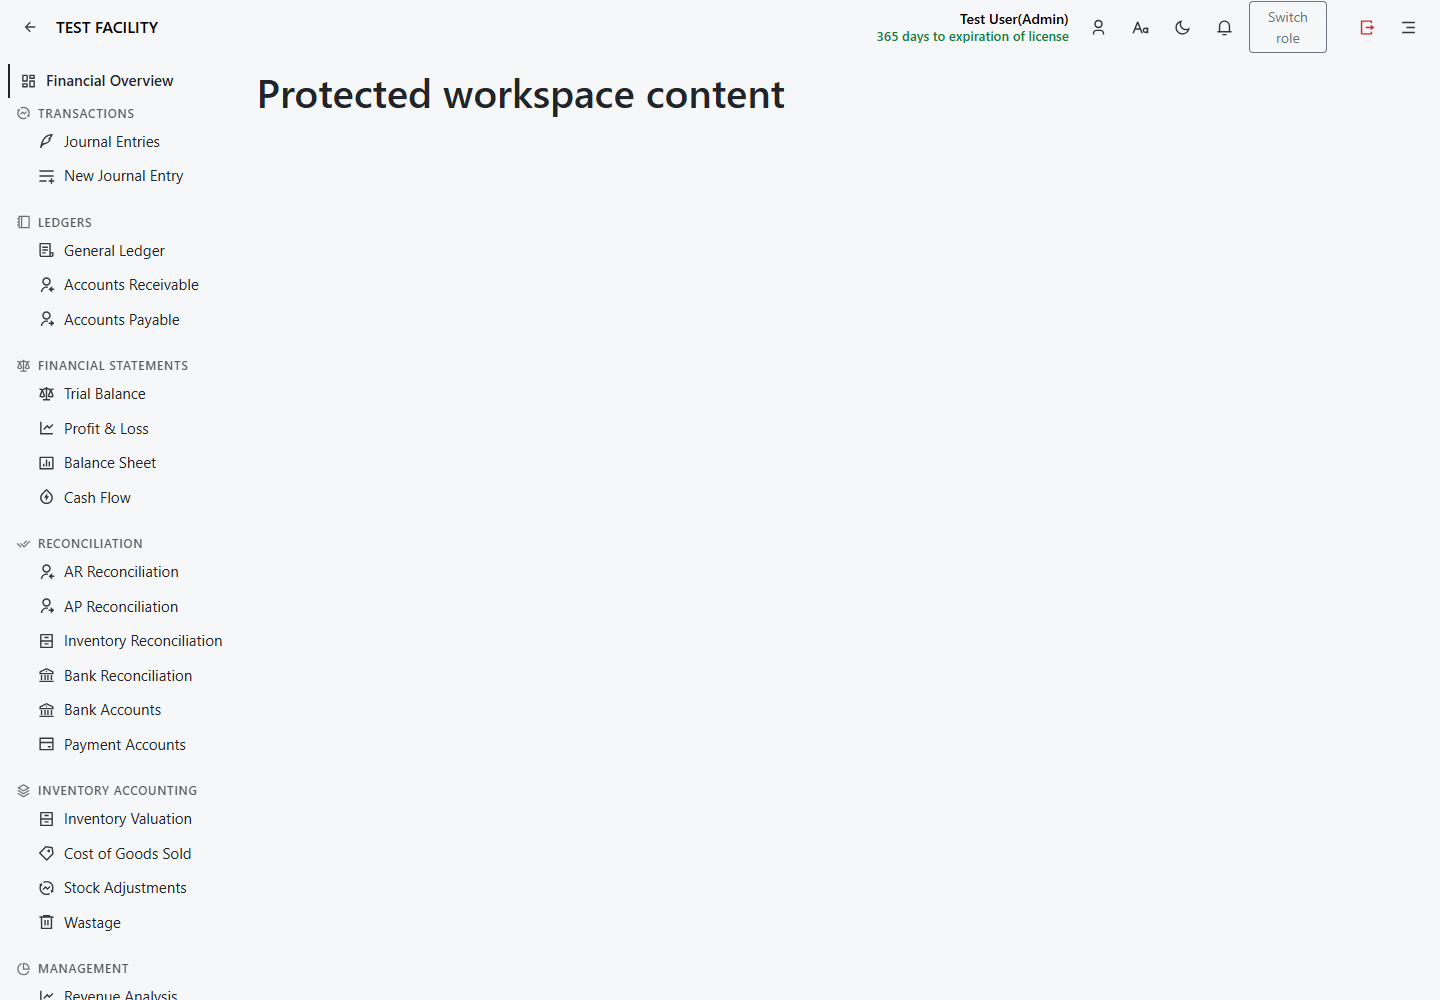 TEST FACILITY
Test User(Admin)
365 days to expiration of license
Aa
Switch
role
Financial Overview
TRANSACTIONS
Journal Entries
New Journal Entry
LEDGERS
General Ledger
Accounts Receivable
Accounts Payable
FINANCIAL STATEMENTS
Trial Balance
Profit & Loss
Balance Sheet
Cash Flow
RECONCILIATION
AR Reconciliation
AP Reconciliation
Inventory Reconciliation
Bank Reconciliation
Bank Accounts
Payment Accounts
INVENTORY ACCOUNTING
Inventory Valuation
Cost of Goods Sold
Stock Adjustments
Wastage
MANAGEMENT
Revenue Analysis
Protected workspace content